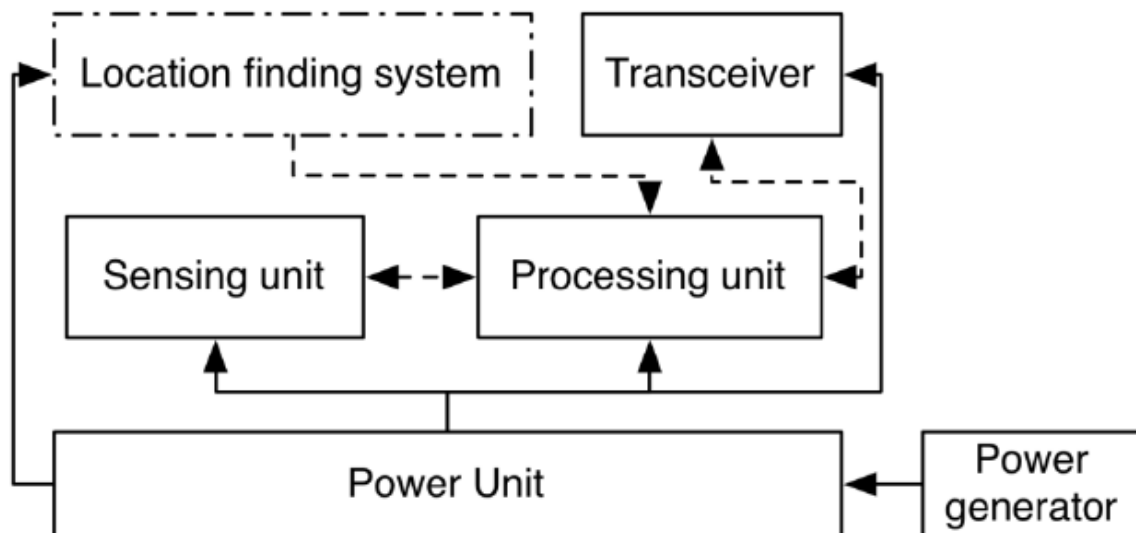 Location finding system
Transceiver
Sensing unit
Processing unit
Power Unit
Power
generator